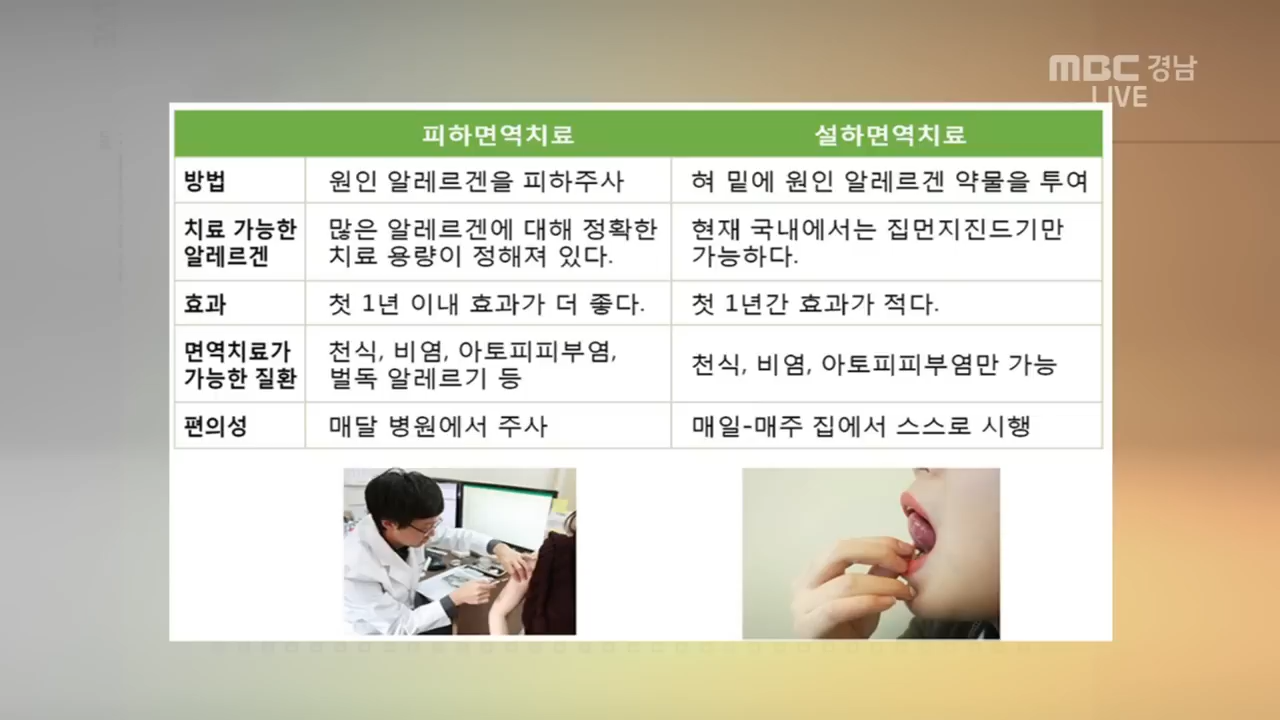 MBC 경남
LIVE
피하면역치료 설하면역치료
방법 원인 알레르겐을 피하주사 혀 밑에 원인 알레르겐 약물을 투여
치료 가능한 많은 알레르겐에 대해 정확한 현재 국내에서는 집먼지진드기만
알레르겐 치료 용량이 정해져 있다. 가능하다.
효과 첫 1년 이내 효과가 더 좋다. 첫 1년간 효과가 적다.
면역치료가 천식, 비염, 아토피피부염, 천식, 비염, 아토피피부염만 가능
가능한 질환 벌독 알레르기 등
편의성 매달 병원에서 주사 매일-매주 집에서 스스로 시행